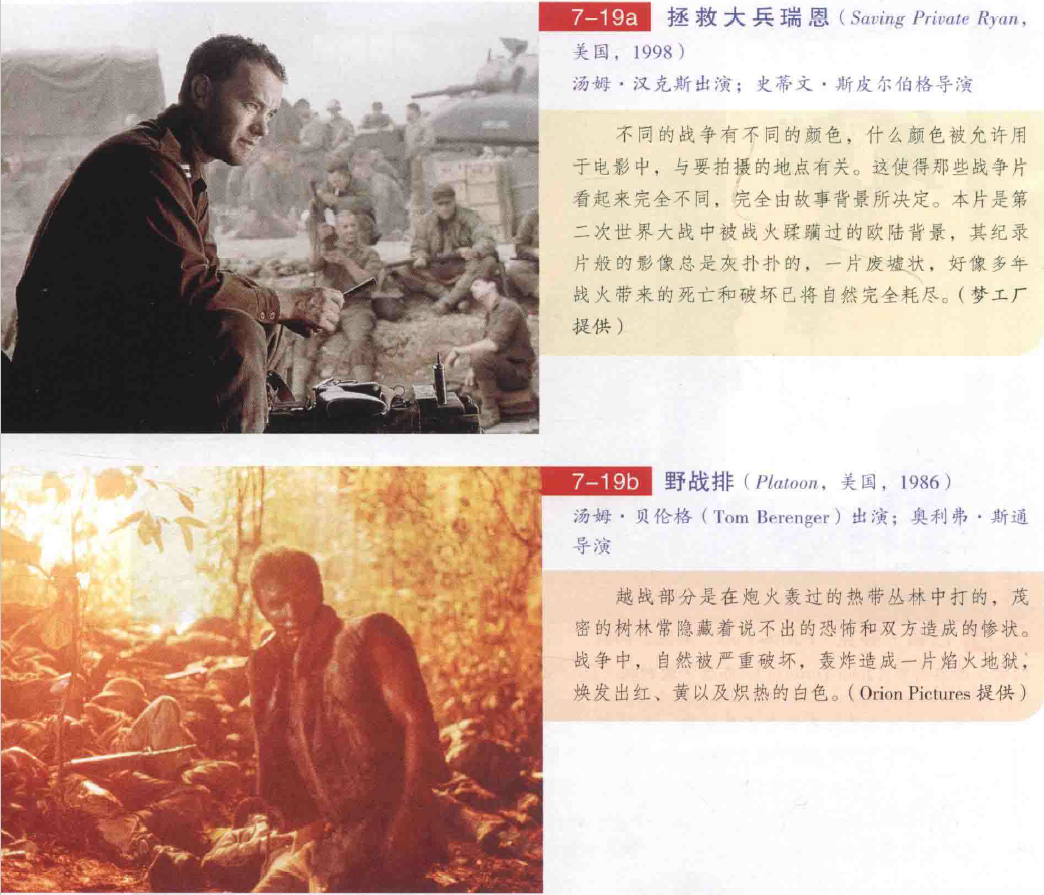 7-19a 拯救大兵瑞恩（Saving Private Ryan，
美国，1998）
汤姆·汉克斯出演；史蒂文·斯皮尔伯格导演
不同的战争有不同的颜色，什么颜色被允许用
于电影中，与要拍摄的地点有关。这使得那些战争片
看起来完全不同，完全由故事背景所决定。本片是第
二次世界大战中被战火蹂躏过的欧陆背景，其纪录
片般的影像总是灰扑扑的，一片废墟状，好像多年
战火带来的死亡和破坏已将自然完全耗尽。（梦工厂
提供）
7-19b 野战排（Platoon，美国，1986）
汤姆·贝伦格（Tom Berenger）出演；奥利弗·斯通
导演
越战部分是在炮火轰过的热带丛林中打的，茂
密的树林常隐藏着说不出的恐怖和双方造成的惨状。
战争中，自然被严重破坏，轰炸造成一片焰火地狱，
焕发出红、黄以及炽热的白色。（Orion Pictures 提供）